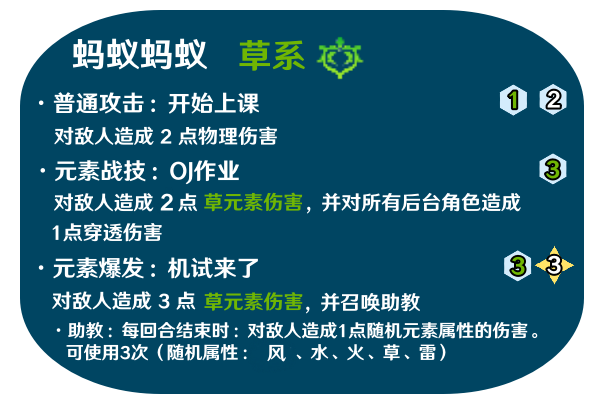 蚂蚁蚂蚁 草系
·普通攻击：开始上课 1 2
对敌人造成 2 点物理伤害
·元素战技：OJ作业 3
对敌人造成 2 点 草元素伤害，并对所有后台角色造成
1点穿透伤害
·元素爆发：机试来了 3 3
对敌人造成 3 点 草元素伤害，并召唤助教
·助教：每回合结束时：对敌人造成1点随机元素属性的伤害。
可使用3次（随机属性： 风 、水、火、草、雷）